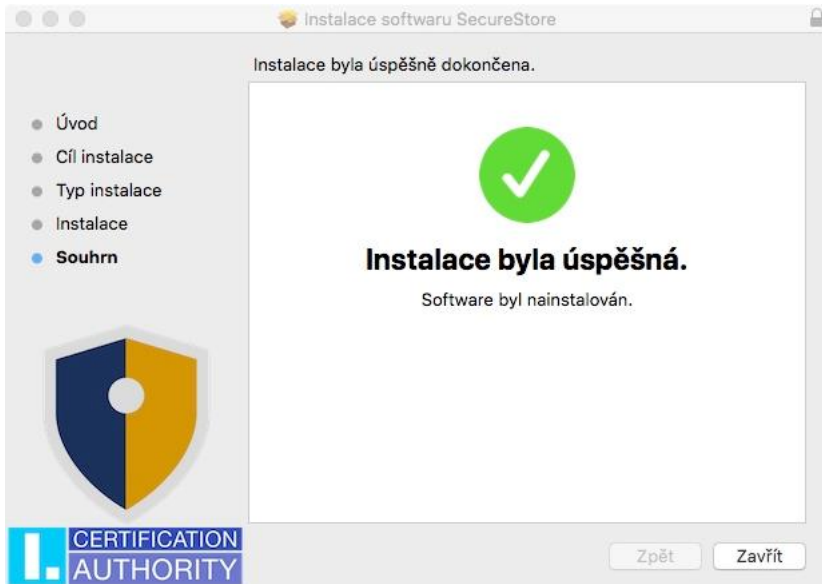 Instalace softwaru SecureStore
Instalace byla úspěšně dokončena.
Úvod
Cíl instalace
Typ instalace
Instalace
Souhrn
Instalace byla úspěšná.
Software byl nainstalován.
I. CERTIFICATION
AUTHORITY
Zpět
Zavřít